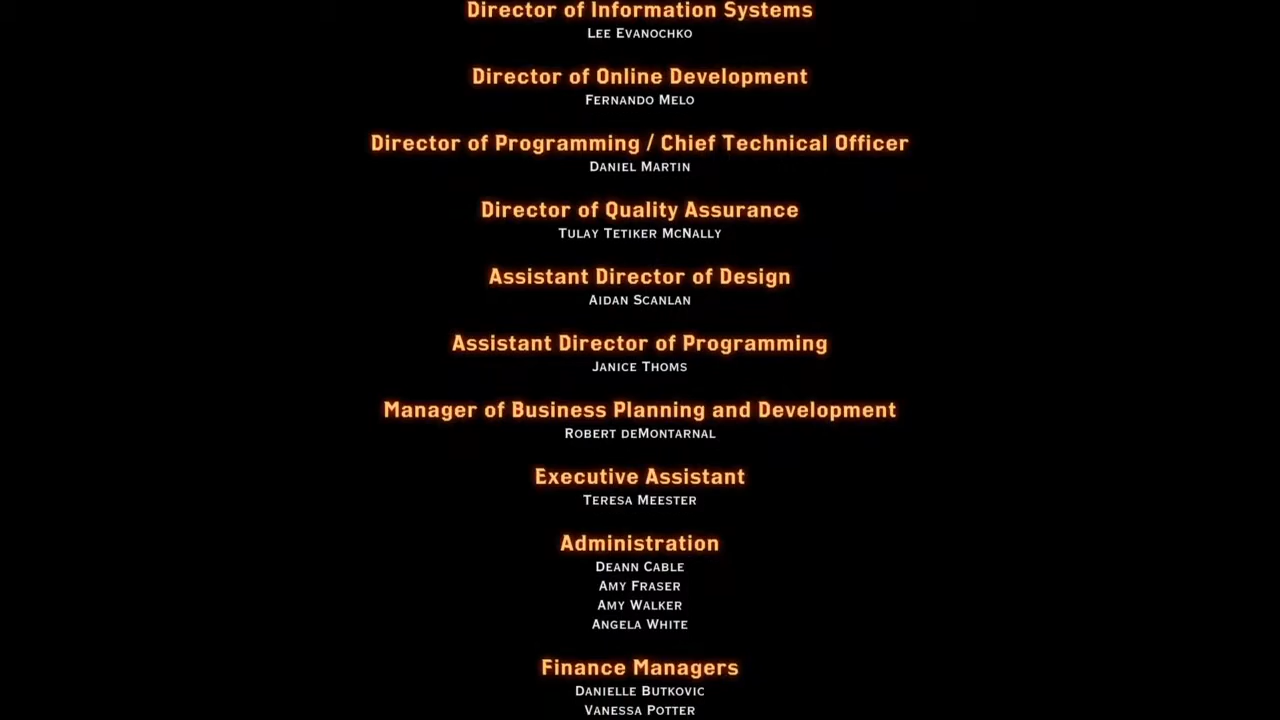 Director of Information Systems
Lee Evanochko
Director of Online Development
Fernando Melo
Director of Programming / Chief Technical Officer
Daniel Martin
Director of Quality Assurance
Tulay Tetiker McNally
Assistant Director of Design
Aidan Scanlan
Assistant Director of Programming
Janice Thoms
Manager of Business Planning and Development
Robert deMontarnal
Executive Assistant
Teresa Meester
Administration
Deann Cable
Amy Fraser
Amy Walker
Angela White
Finance Managers
Danielle Butkovic
Vanessa Potter